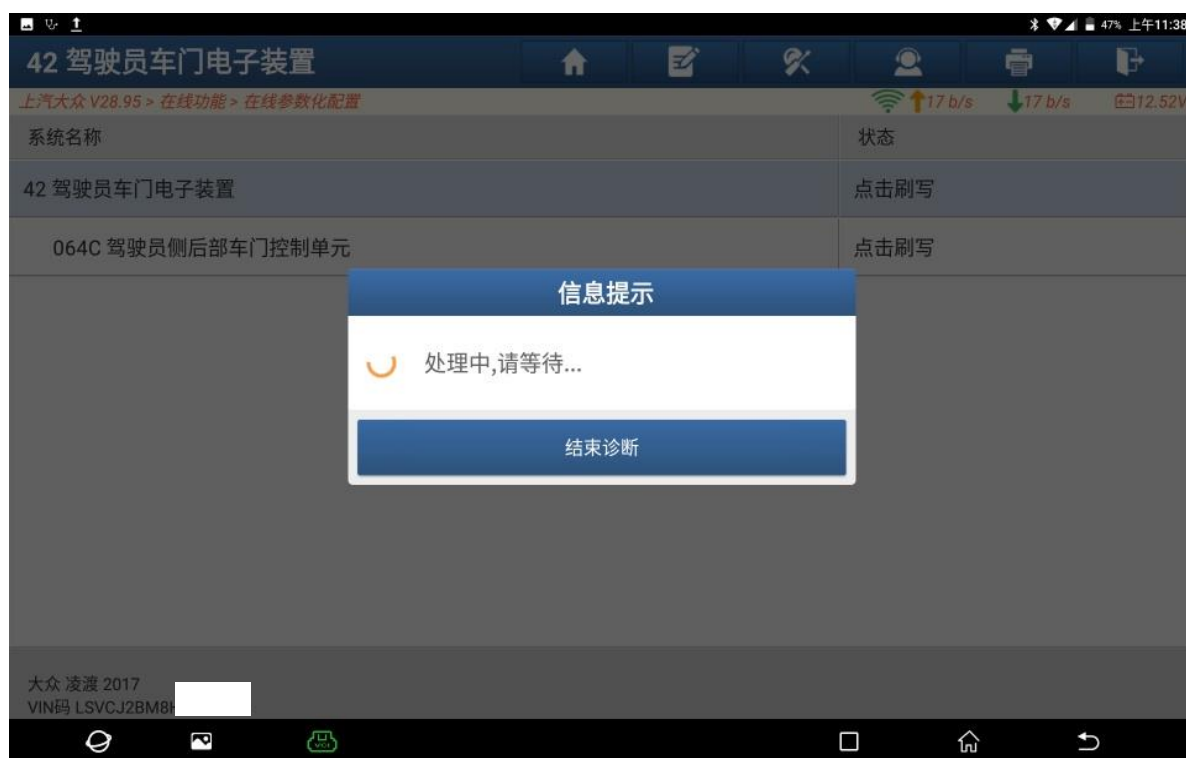 47% 上午11:38
42 驾驶员车门电子装置
上汽大众 V28.95 > 在线功能 > 在线参数化配置 17 b/s 17 b/s 12.52V
系统名称 状态
42 驾驶员车门电子装置 点击刷写
064C 驾驶员侧后部车门控制单元 点击刷写
信息提示
处理中,请等待...
结束诊断
大众 凌渡 2017
VIN码 LSVCJ2BM8H
VCI